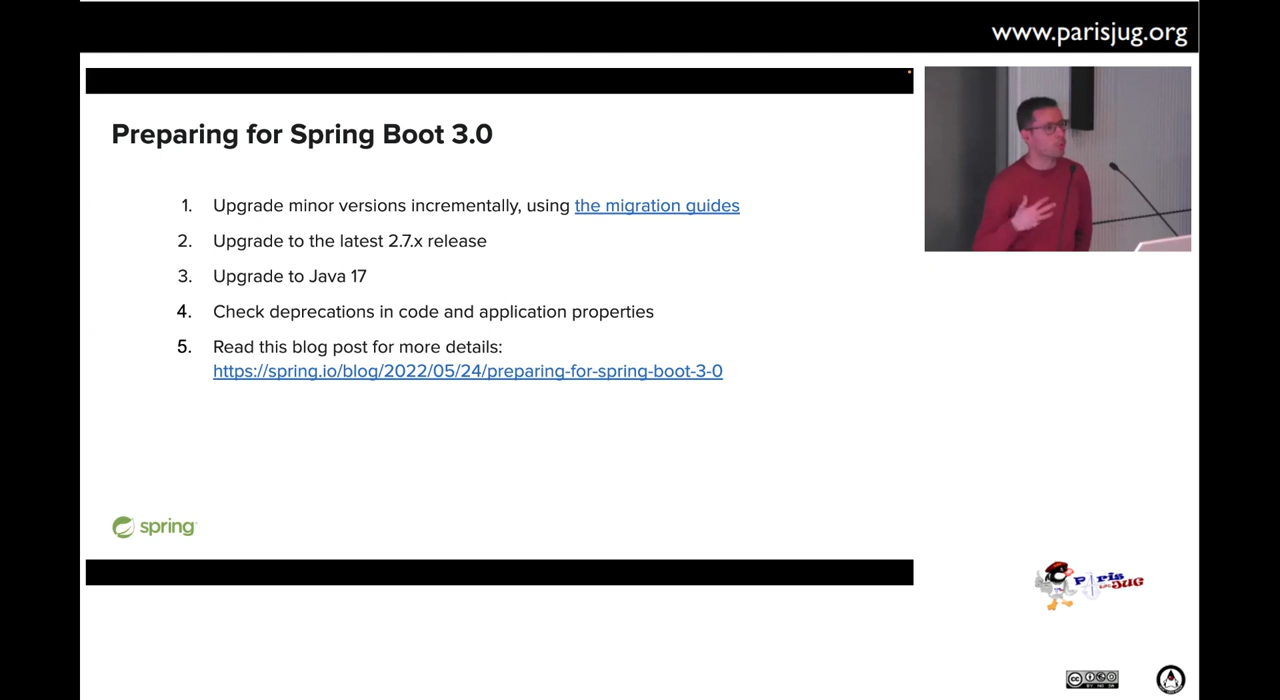 www.parisjug.org
Preparing for Spring Boot 3.0
1. Upgrade minor versions incrementally, using the migration guides
2. Upgrade to the latest 2.7.x release
3. Upgrade to Java 17
4. Check deprecations in code and application properties
5. Read this blog post for more details:
https://spring.io/blog/2022/05/24/preparing-for-spring-boot-3-0
spring
Paris
JUG
cc